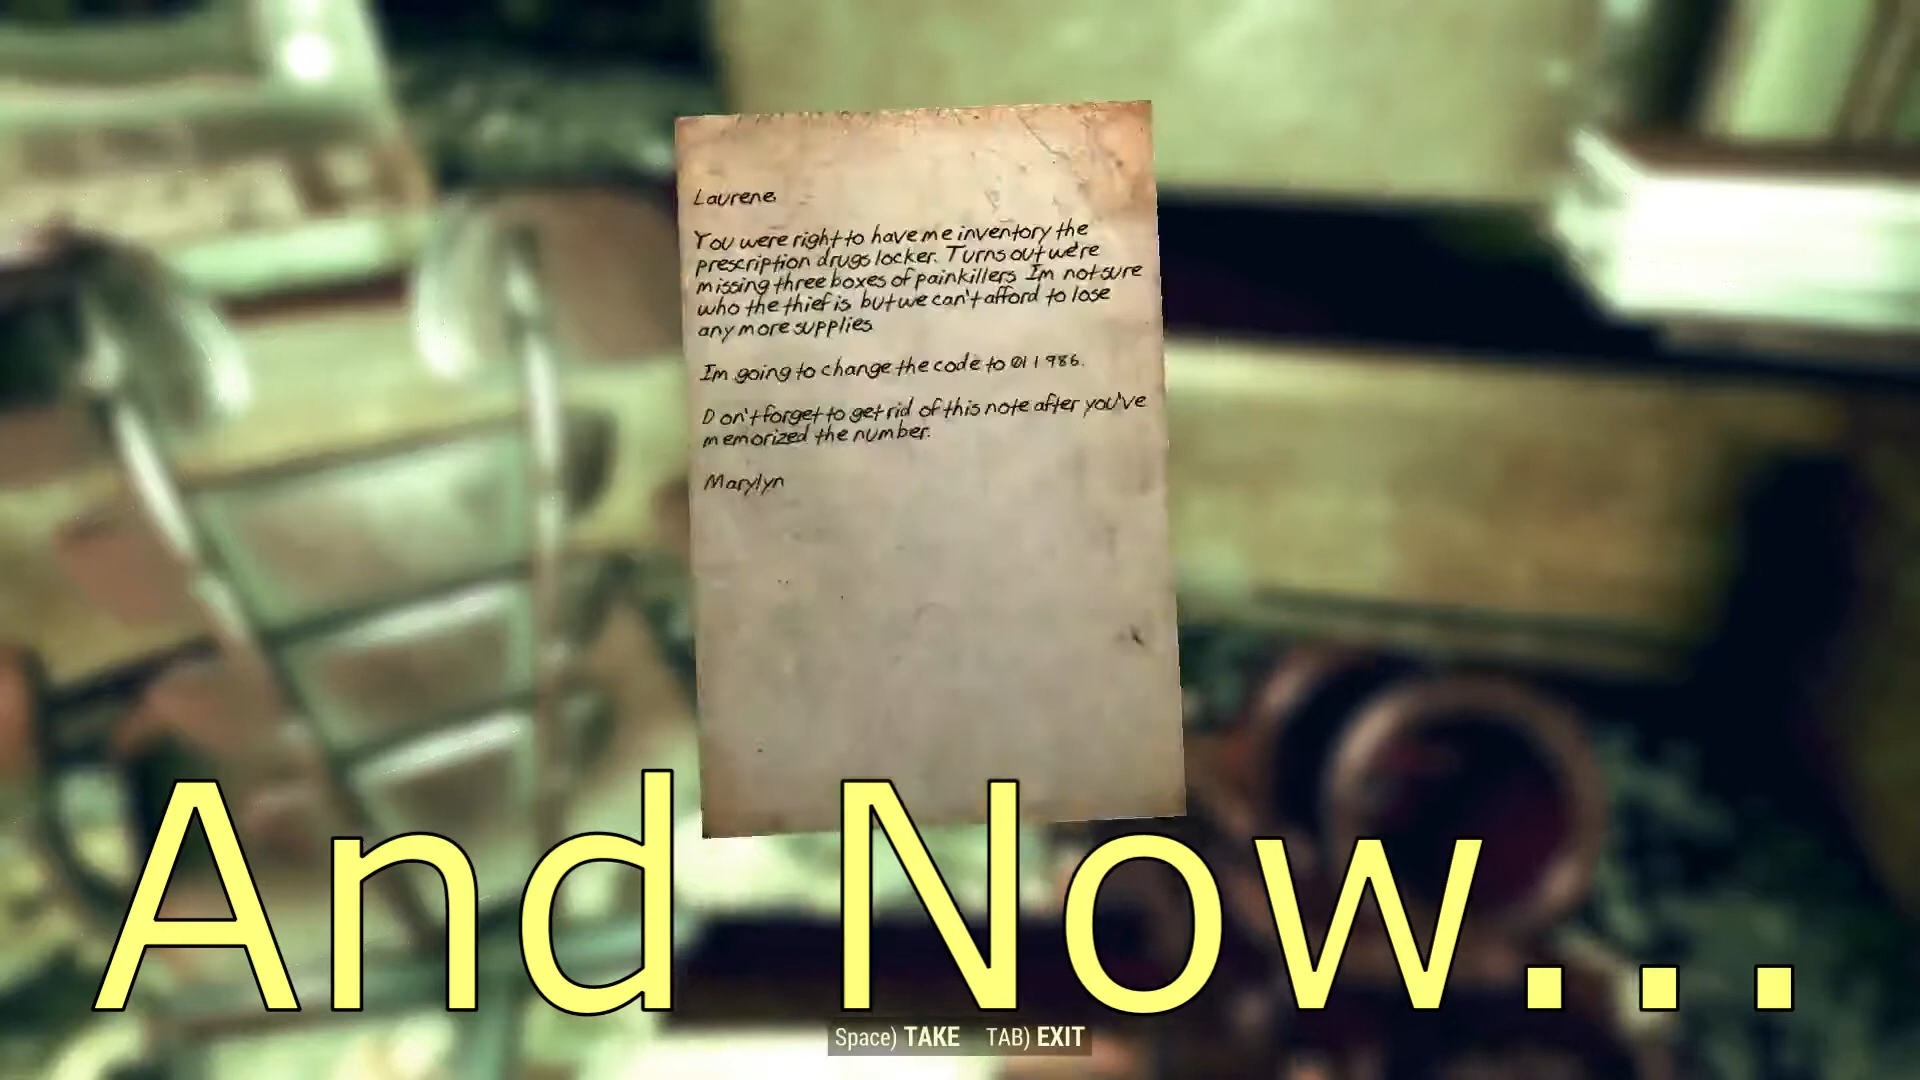 Laurene
You were right to have me inventory the
prescription drugs locker. Turns out we're
missing three boxes of painkillers. Im not sure
who the thief is but we can't afford to lose
any more supplies
Im going to change the code to 011986.
Don't forget to get rid of this note after you've
memorized the number.
Marylyn
And Now...
Space) TAKE TAB) EXIT